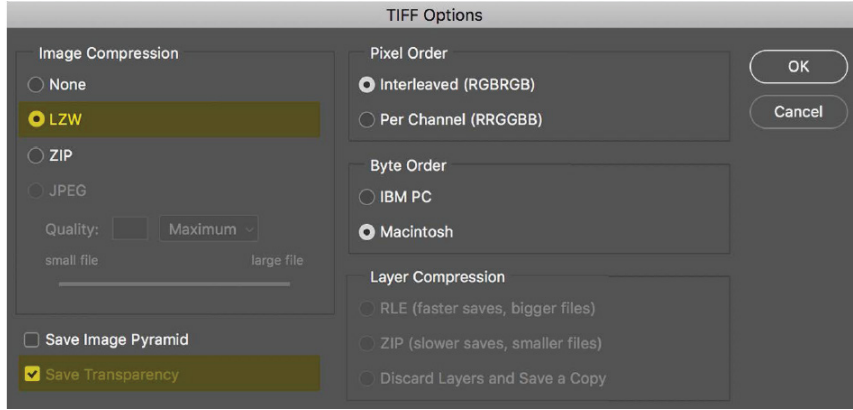 TIFF Options
Image Compression
None
LZW
ZIP
JPEG
Quality: Maximum
small file large file
Save Image Pyramid
Save Transparency
Pixel Order
Interleaved (RGBRGB)
Per Channel (RRGGBB)
Byte Order
IBM PC
Macintosh
Layer Compression
RLE (faster saves, bigger files)
ZIP (slower saves, smaller files)
Discard Layers and Save a Copy
OK
Cancel